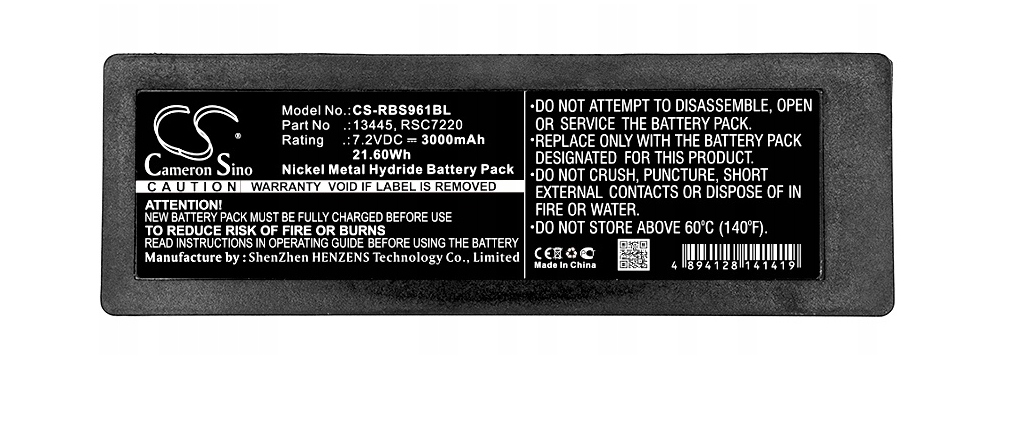 CS®
Cameron Sino
Model No.:CS-RBS961BL
Part No .:13445, RSC7220
Rating .:7.2VDC ⎓ 3000mAh
21.60Wh
Nickel Metal Hydride Battery Pack
CAUTION WARRANTY VOID IF LABEL IS REMOVED
ATTENTION!
NEW BATTERY PACK MUST BE FULLY CHARGED BEFORE USE
TO REDUCE RISK OF FIRE OR BURNS
READ INSTRUCTIONS IN OPERATING GUIDE BEFORE USING THE BATTERY
Manufacture by : ShenZhen HENZENS Technology Co., Limited
•DO NOT ATTEMPT TO DISASSEMBLE, OPEN
OR SERVICE THE BATTERY PACK.
•REPLACE ONLY WITH THE BATTERY PACK
DESIGNATED FOR THIS PRODUCT.
•DO NOT CRUSH, PUNCTURE, SHORT
EXTERNAL CONTACTS OR DISPOSE OF IN
FIRE OR WATER.
•DO NOT STORE ABOVE 60⁰C (140⁰F).
CE
Made In China
4 894128 141419